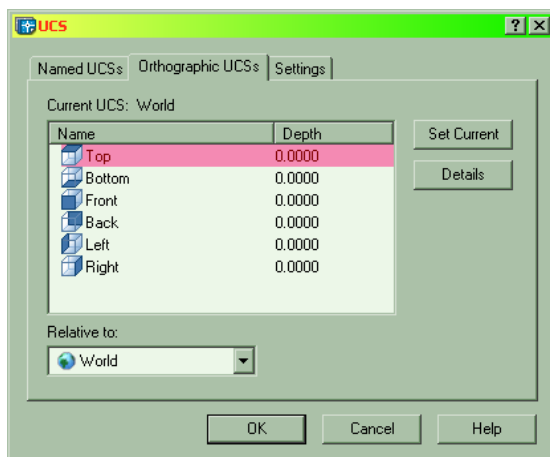 UCS
Named UCSs Orthographic UCSs Settings
Current UCS: World
Name Depth
Top 0.0000
Bottom 0.0000
Front 0.0000
Back 0.0000
Left 0.0000
Right 0.0000
Set Current
Details
Relative to:
World
OK Cancel Help